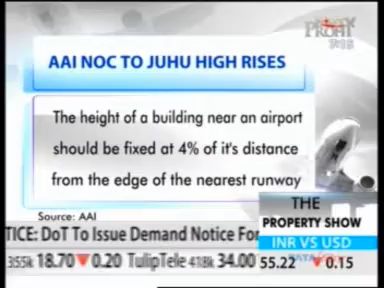 PROFIT
AAI NOC TO JUHU HIGH RISES
The height of a building near an airport
should be fixed at 4% of it's distance
from the edge of the nearest runway
Source: AAI
THE
PROPERTY SHOW
TICE: DoT To Issue Demand Notice For
INR VS USD
355k 18.70 ▼ 0.20 TulipTele 418k 34.00
55.22 ▼ 0.15